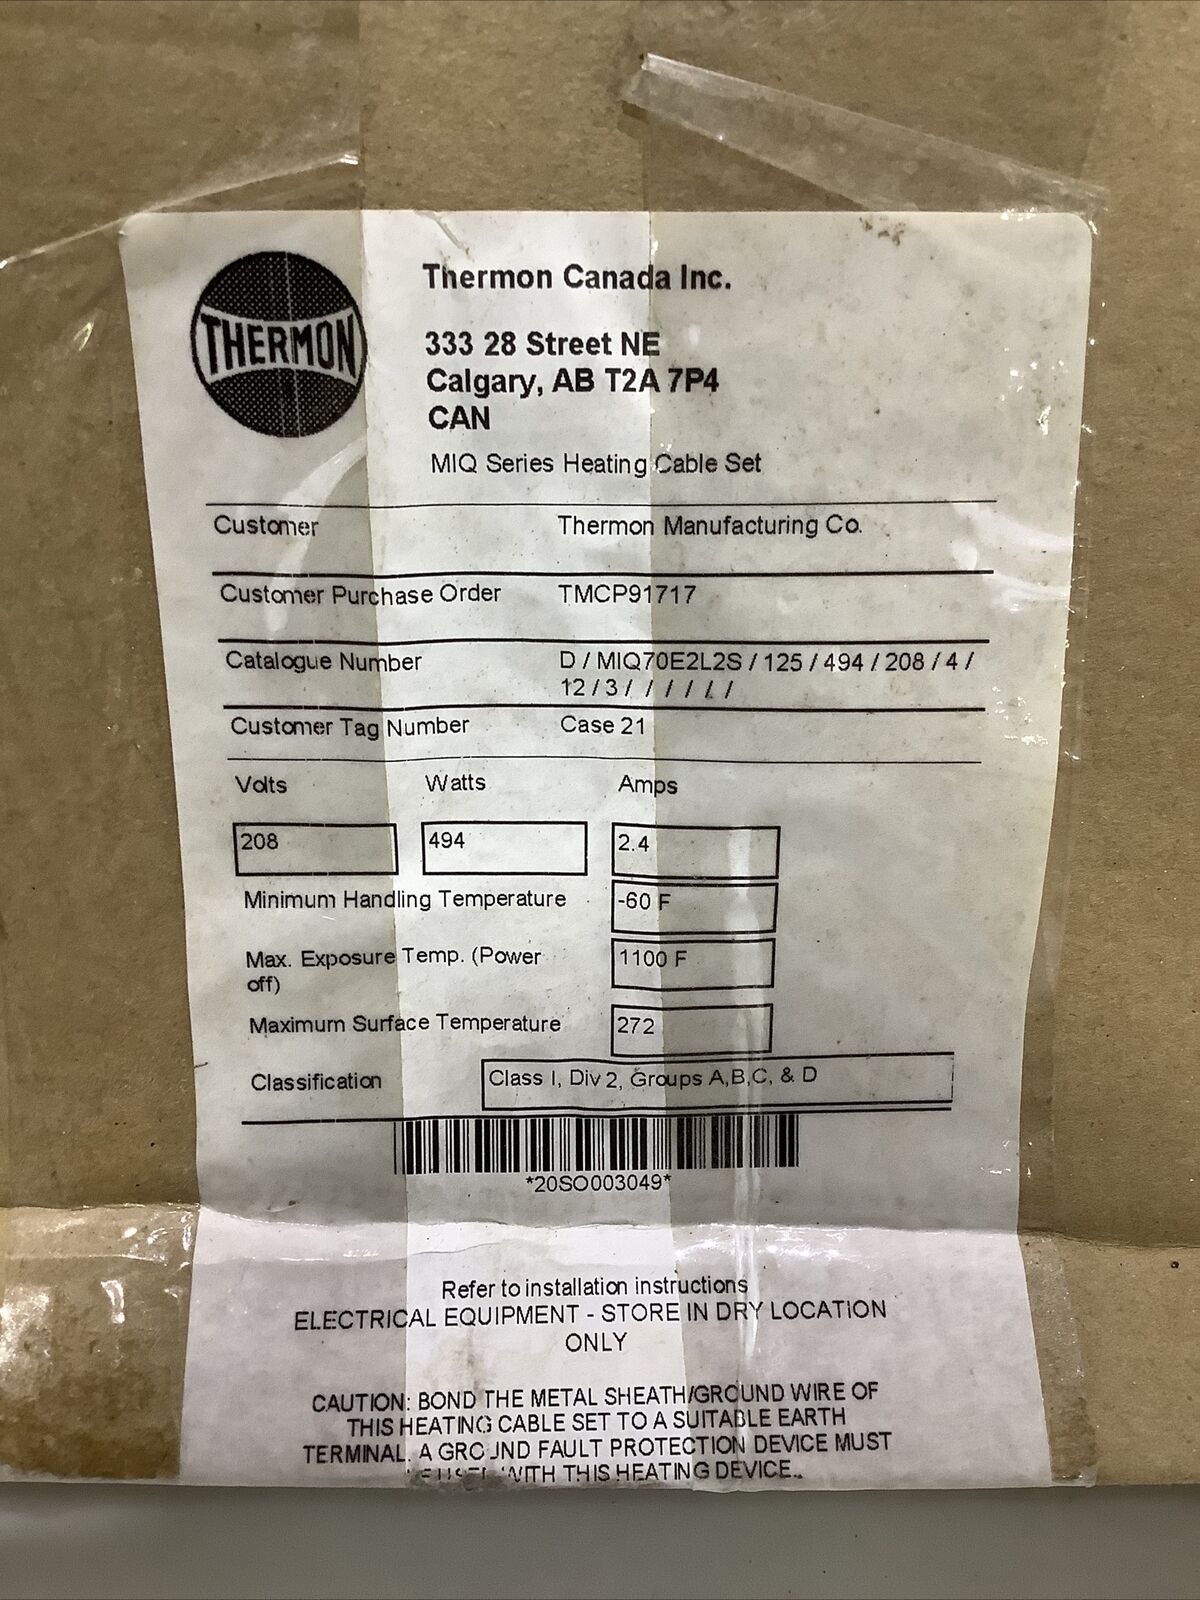 THERMON
Thermon Canada Inc.
333 28 Street NE
Calgary, AB T2A 7P4
CAN
MIQ Series Heating Cable Set
Customer Thermon Manufacturing Co.
Customer Purchase Order TMCP91717
Catalogue Number D / MIQ70E2L2S / 125 / 494 / 208 / 4 /
12 / 3 / / / / / /
Customer Tag Number Case 21
Volts Watts Amps
208 494 2.4
Minimum Handling Temperature -60 F
Max. Exposure Temp. (Power 1100 F
off)
Maximum Surface Temperature 272
Classification Class I, Div 2, Groups A,B,C, & D
*20SO003049*
Refer to installation instructions
ELECTRICAL EQUIPMENT - STORE IN DRY LOCATION
ONLY
CAUTION: BOND THE METAL SHEATH/GROUND WIRE OF
THIS HEATING CABLE SET TO A SUITABLE EARTH
TERMINAL. A GROUND FAULT PROTECTION DEVICE MUST
WITH THIS HEATING DEVICE..